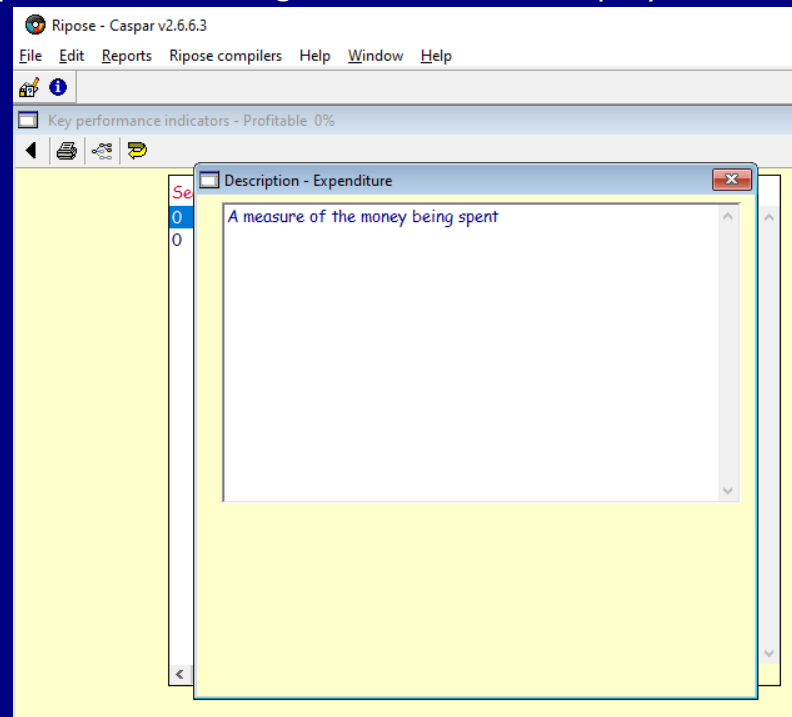 Ripose - Caspar v2.6.6.3
File Edit Reports Ripose compilers Help Window Help
Key performance indicators - Profitable 0%
Description - Expenditure
A measure of the money being spent
0
0